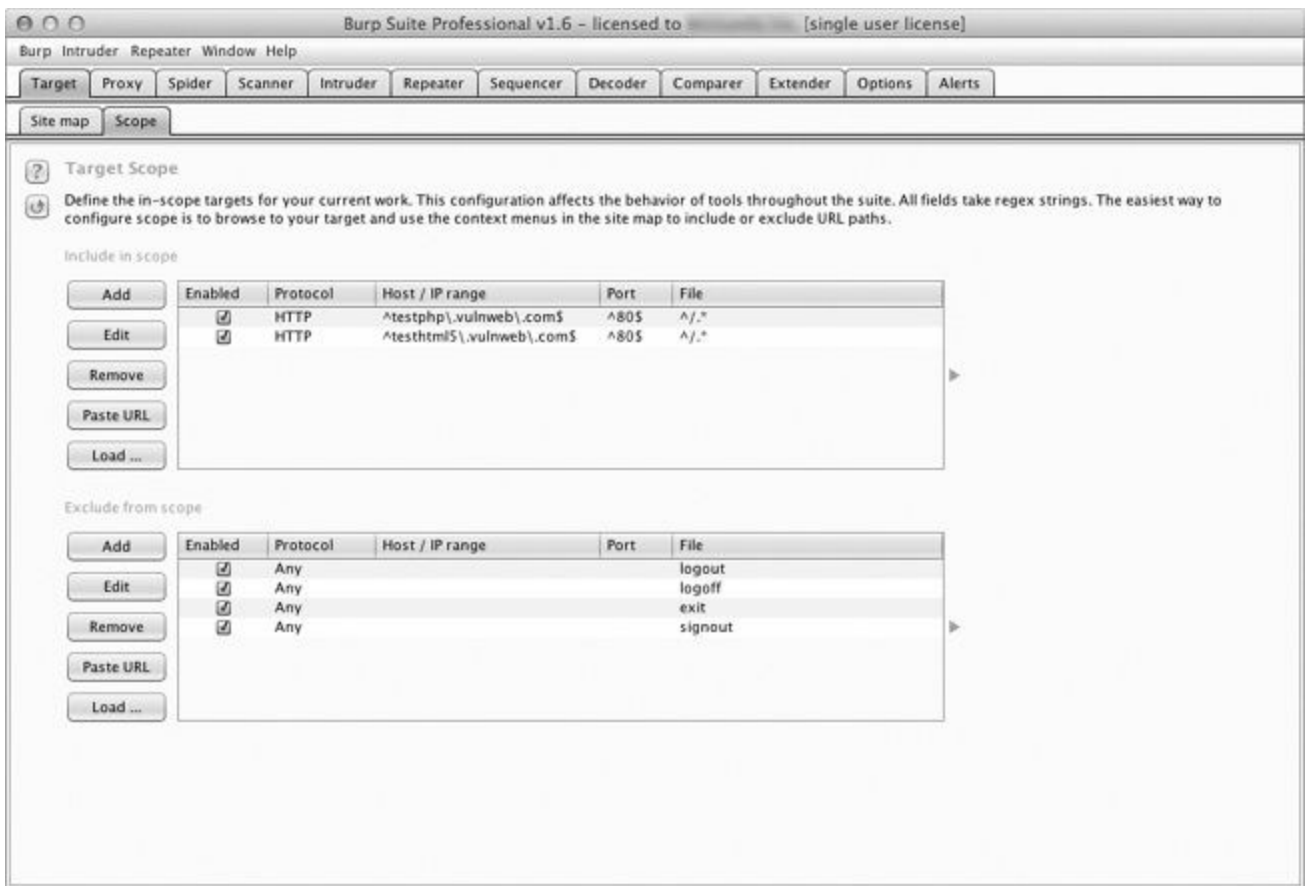 Burp Suite Professional v1.6 – licensed to [single user license]
Burp Intruder Repeater Window Help
Target Proxy Spider Scanner Intruder Repeater Sequencer Decoder Comparer Extender Options Alerts
Site map Scope
? Target Scope
Define the in-scope targets for your current work. This configuration affects the behavior of tools throughout the suite. All fields take regex strings. The easiest way to
configure scope is to browse to your target and use the context menus in the site map to include or exclude URL paths.
Include in scope
Add Enabled Protocol Host / IP range Port File
HTTP ^testphp\.vulnweb\.com$ ^80$ ^/.*
Edit HTTP ^testhtml5\.vulnweb\.com$ ^80$ ^/.*
Remove
Paste URL
Load ...
Exclude from scope
Add Enabled Protocol Host / IP range Port File
Any logout
Edit Any logoff
Any exit
Remove Any signout
Paste URL
Load ...